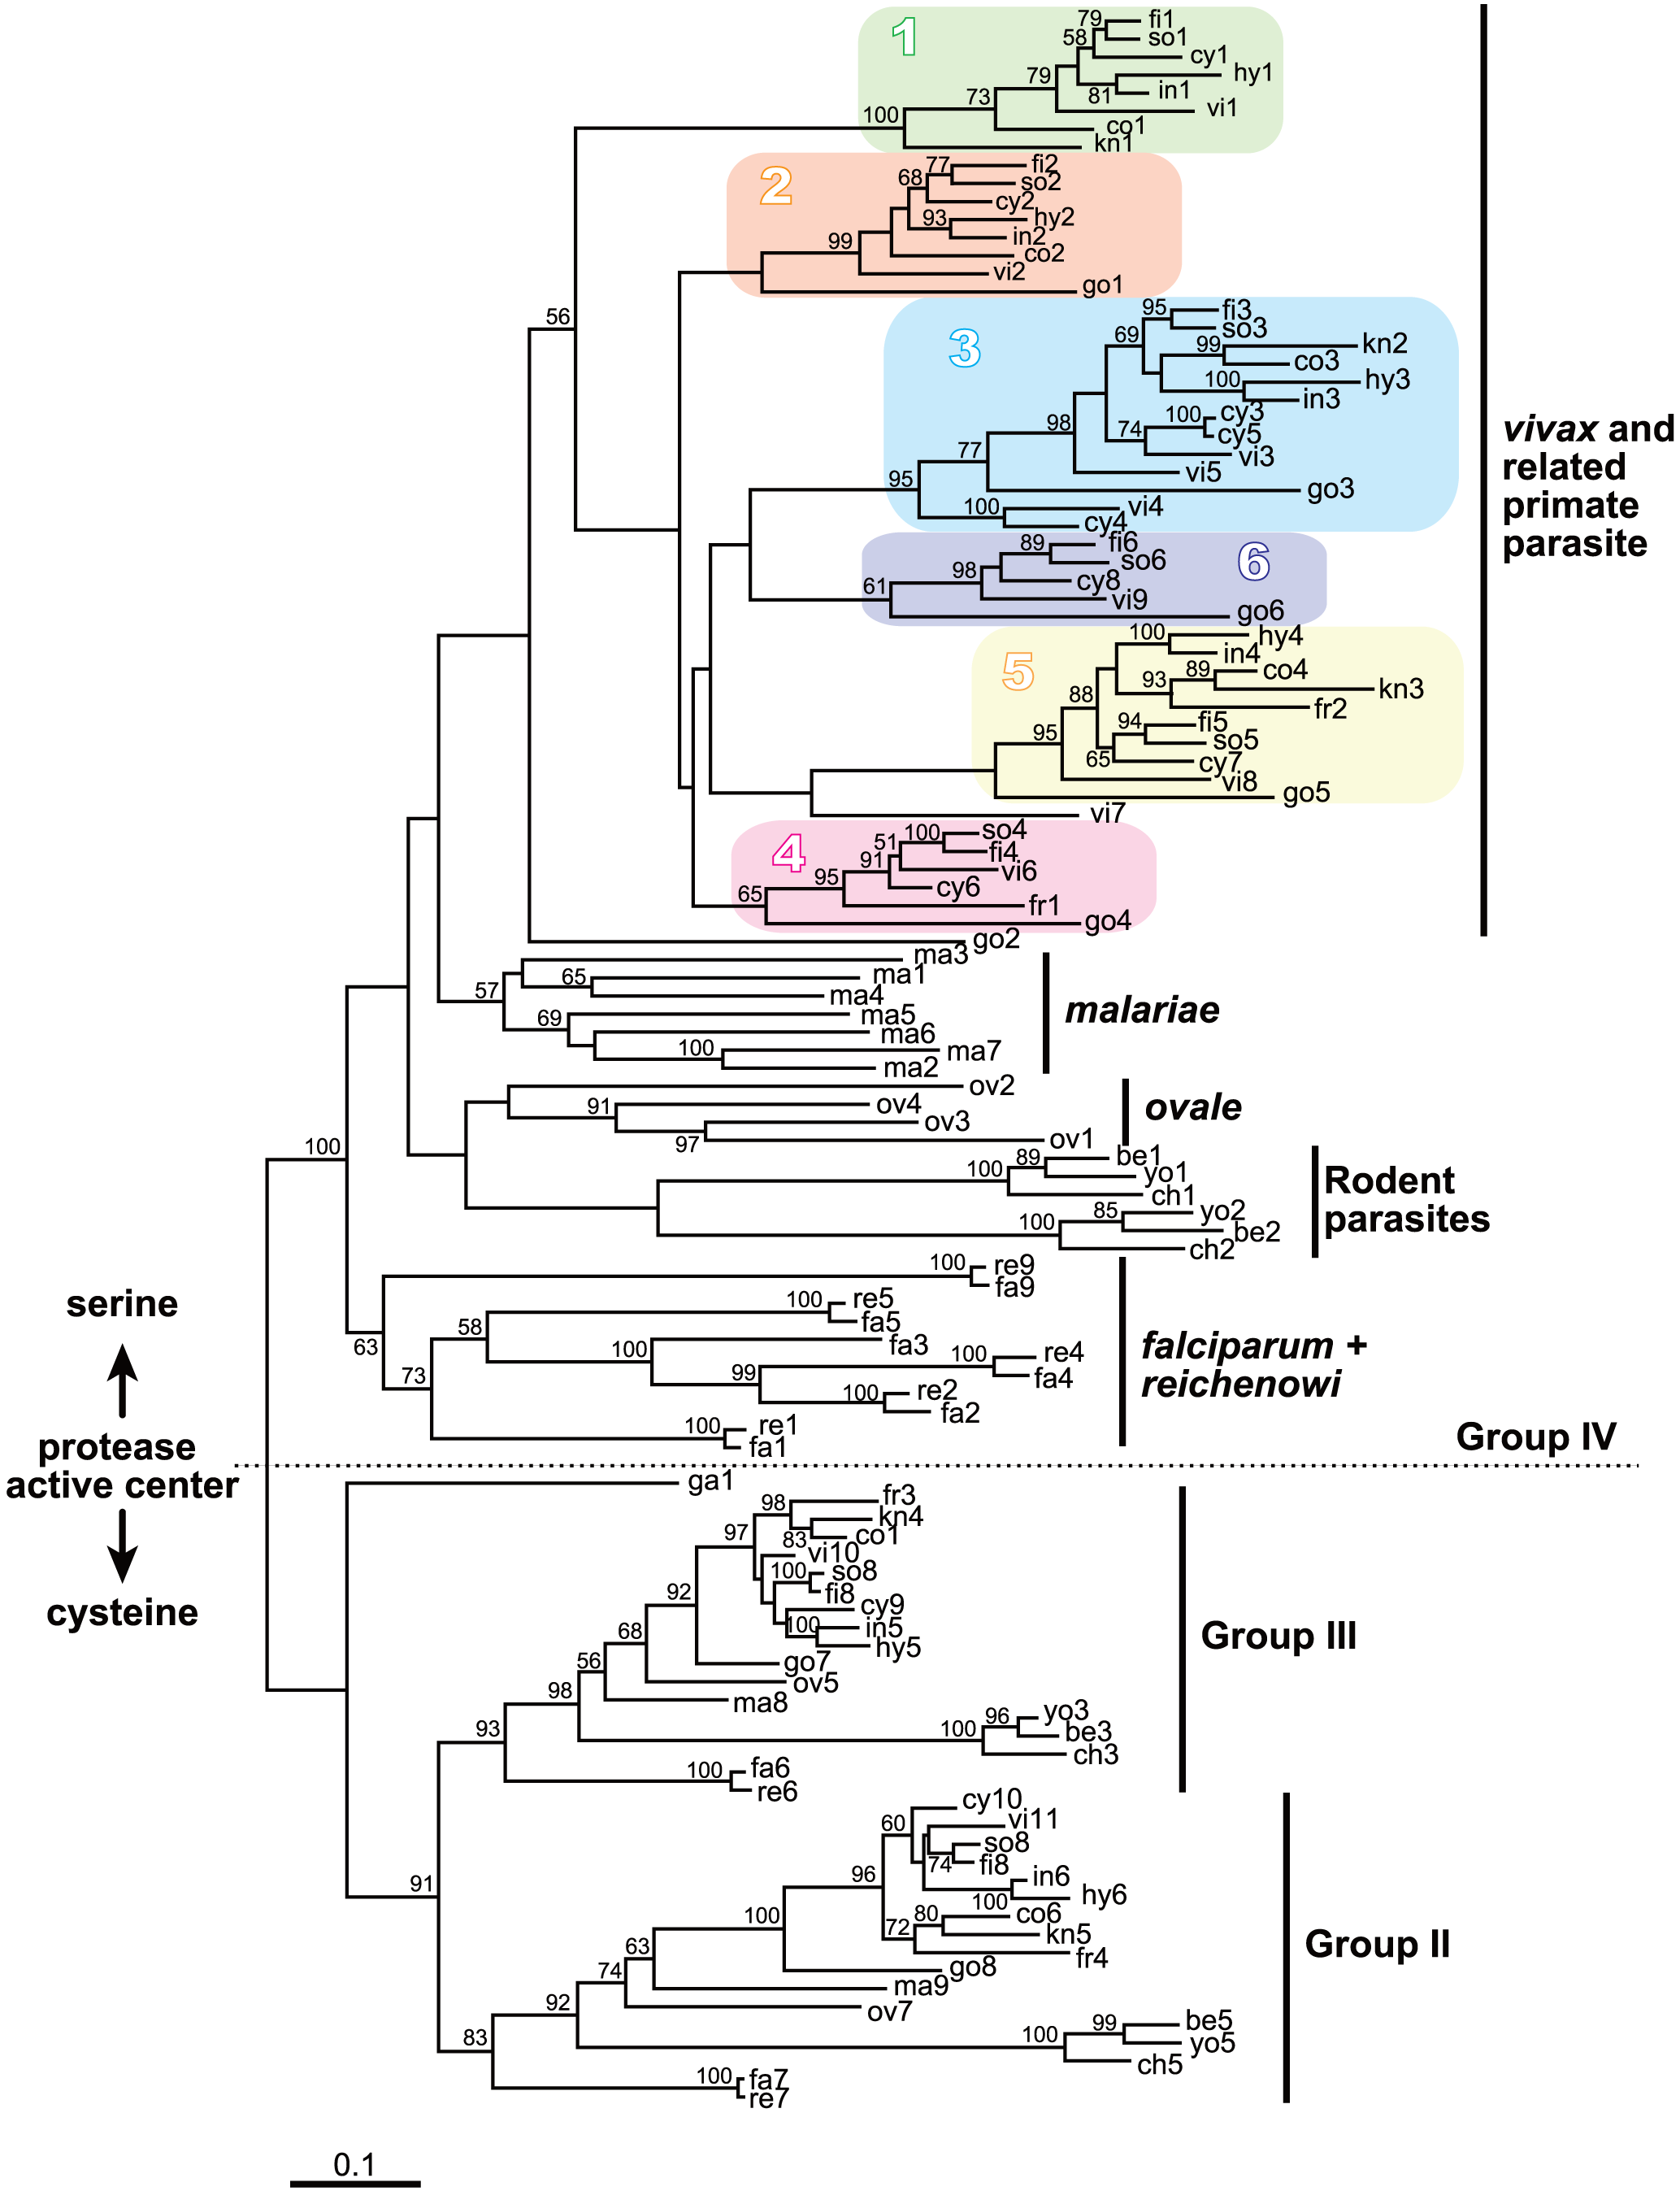 1
79
fi1
so1
58
cy1
79
hy1
81
in1
73
vi1
100
co1
kn1
2
77
fi2
so2
68
cy2
93
hy2
in2
99
co2
vi2
go1
56
3
95
fi3
so3
69
99
kn2
co3
100
hy3
in3
100
cy3
cy5
98
74
vi3
77
vi5
95
go3
100
vi4
cy4
vivax and
related
primate
parasite
6
89
fi6
so6
98
cy8
61
vi9
go6
5
100
hy4
in4
89
co4
93
kn3
88
fr2
94
fi5
95
so5
65
cy7
vi8
go5
vi7
4
100
so4
51
fi4
91
vi6
95
cy6
65
fr1
go4
go2
ma3
65
ma1
57
ma4
69
ma5
ma6
100
ma7
ma2
malariae
ov2
91
ov4
ov3
97
ov1
ovale
100
89
be1
100
yo1
ch1
85
yo2
100
be2
ch2
Rodent
parasites
100
re9
fa9
100
re5
58
fa5
63
fa3
100
100
re4
99
fa4
73
100
re2
fa2
100
re1
fa1
falciparum +
reichenowi
serine
protease
active center
cysteine
Group IV
ga1
98
fr3
kn4
97
83
co1
vi10
100
so8
92
fi8
cy9
100
in5
68
hy5
56
go7
98
ov5
ma8
93
96
yo3
100
be3
ch3
100
fa6
re6
Group III
cy10
60
vi11
so8
74
fi8
96
in6
91
100
hy6
80
co6
100
72
kn5
63
fr4
74
go8
92
ma9
ov7
83
99
be5
100
yo5
ch5
100
fa7
re7
Group II
0.1